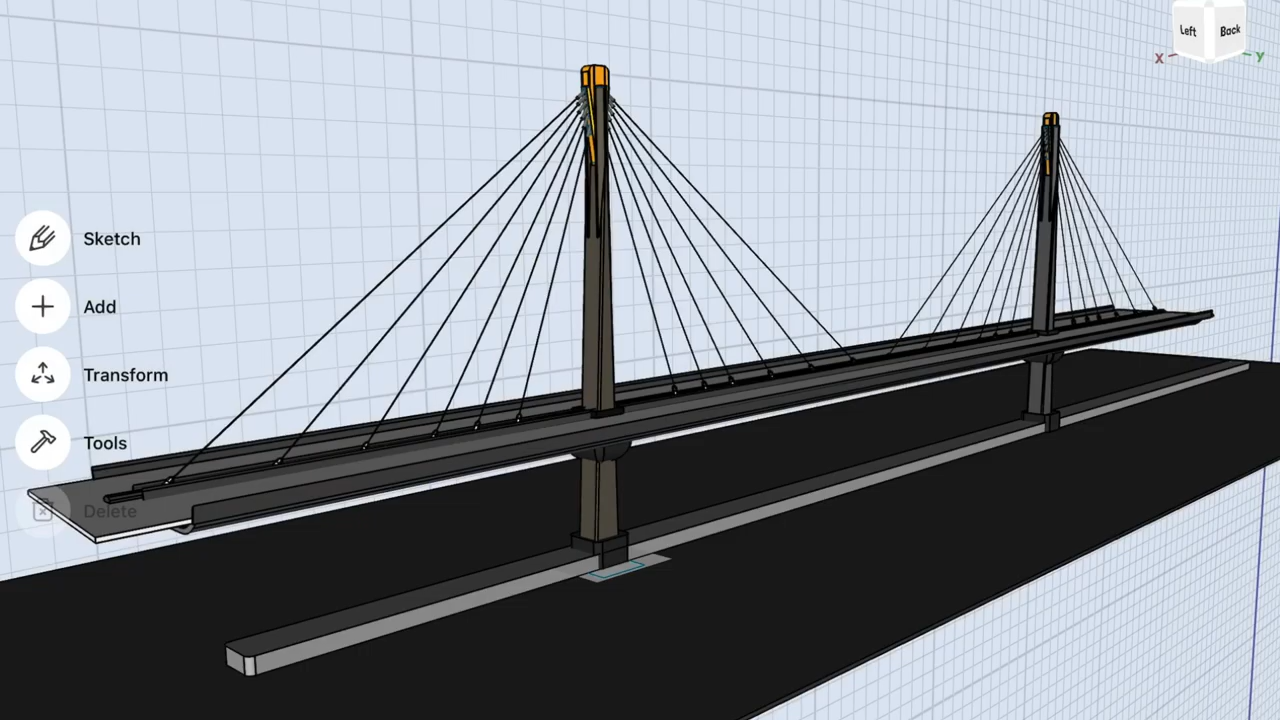 Left
Back
X
Y
Sketch
Add
Transform
Tools
Delete